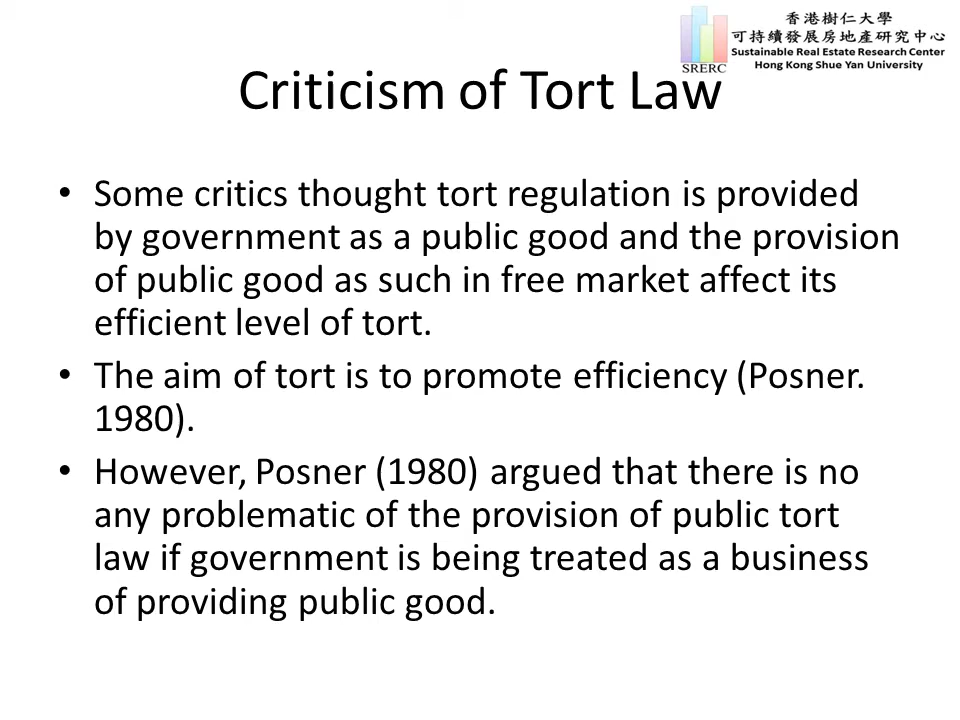 香港樹仁大學
可持續發展房地產研究中心
Sustainable Real Estate Research Center
Hong Kong Shue Yan University
SRERC
Criticism of Tort Law
• Some critics thought tort regulation is provided
by government as a public good and the provision
of public good as such in free market affect its
efficient level of tort.
• The aim of tort is to promote efficiency (Posner.
1980).
• However, Posner (1980) argued that there is no
any problematic of the provision of public tort
law if government is being treated as a business
of providing public good.